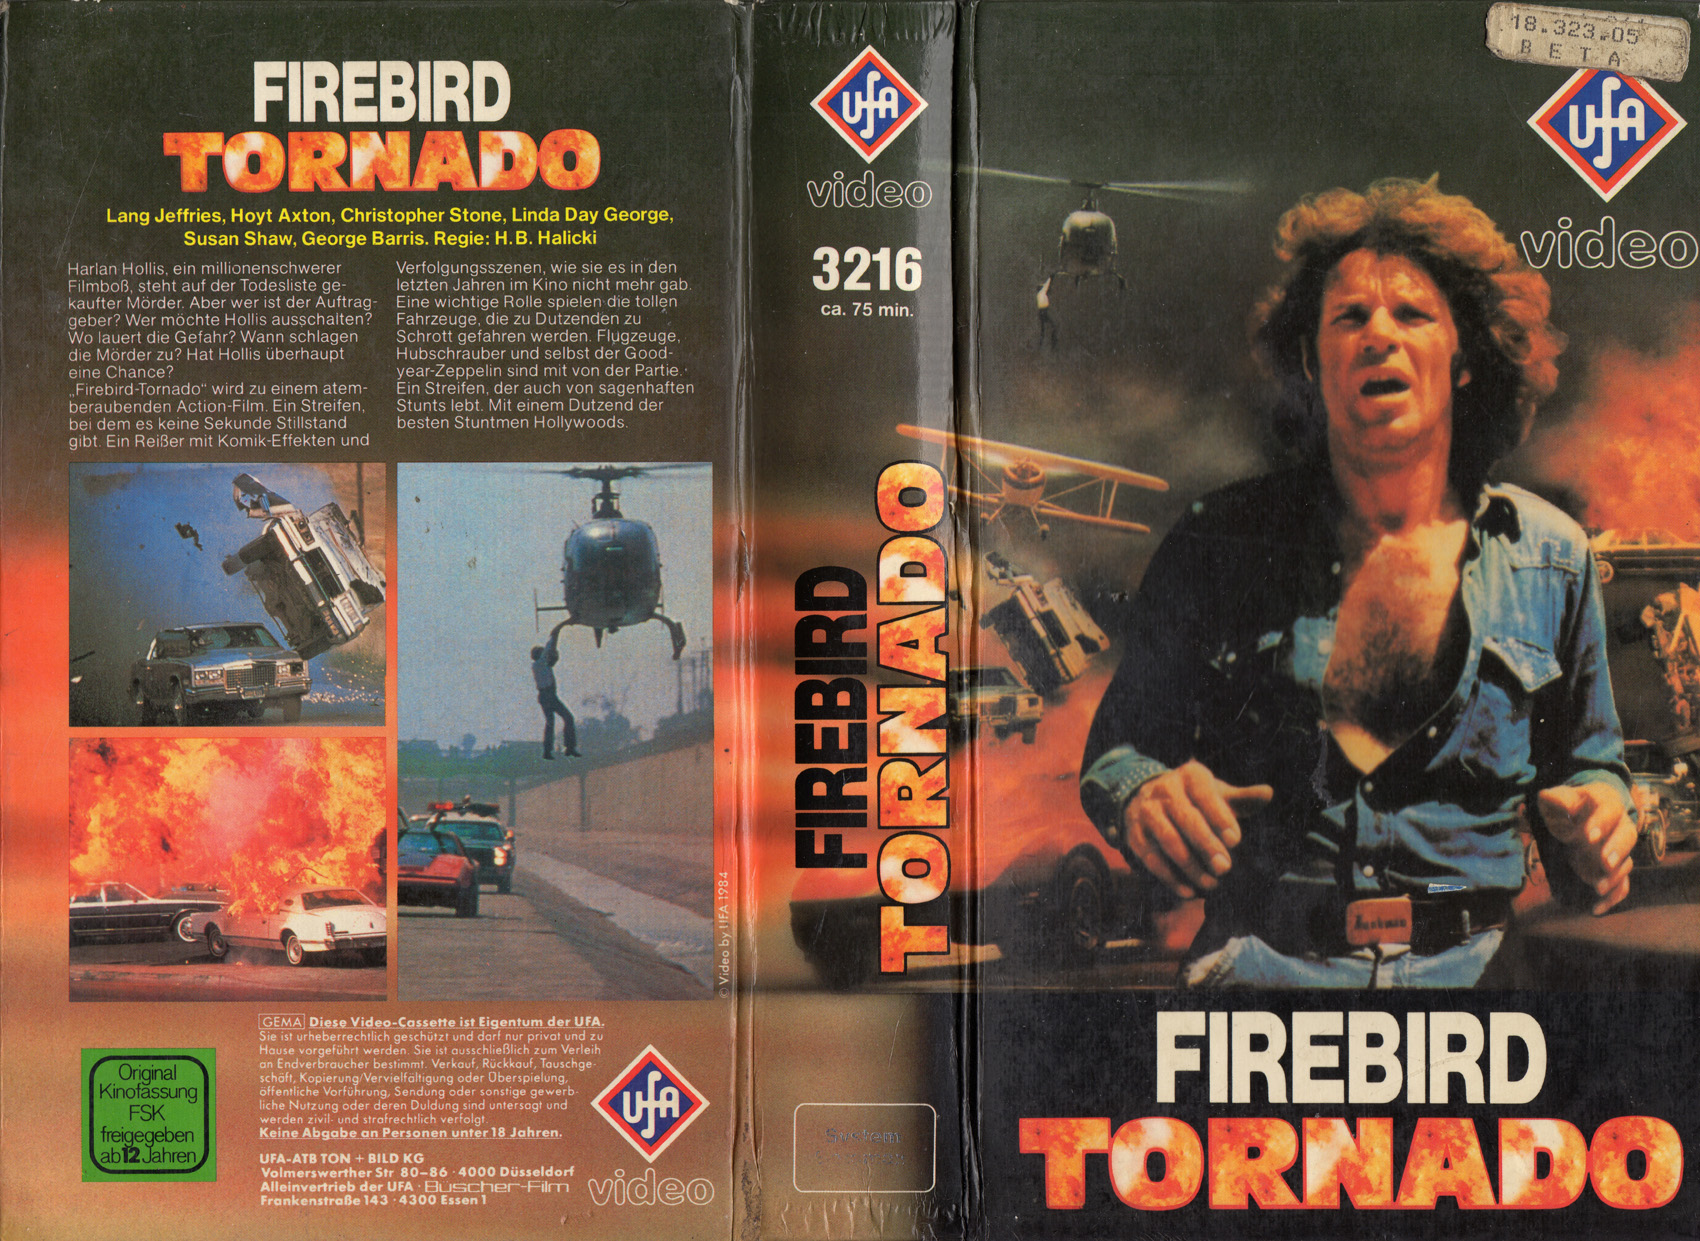 FIREBIRD
TORNADO
Lang Jeffries, Hoyt Axton, Christopher Stone, Linda Day George,
Susan Shaw, George Barris. Regie: H. B. Halicki
Harlan Hollis, ein millionenschwerer
Filmboß, steht auf der Todesliste ge-
kaufter Mörder. Aber wer ist der Auftrag-
geber? Wer möchte Hollis ausschalten?
Wo lauert die Gefahr? Wann schlagen
die Mörder zu? Hat Hollis überhaupt
eine Chance?
„Firebird-Tornado“ wird zu einem atem-
beraubenden Action-Film. Ein Streifen,
bei dem es keine Sekunde Stillstand
gibt. Ein Reißer mit Komik-Effekten und
Verfolgungsszenen, wie sie es in den
letzten Jahren im Kino nicht mehr gab.
Eine wichtige Rolle spielen die tollen
Fahrzeuge, die zu Dutzenden zu
Schrott gefahren werden. Flugzeuge,
Hubschrauber und selbst der Good-
year-Zeppelin sind mit von der Partie.
Ein Streifen, der auch von sagenhaften
Stunts lebt. Mit einem Dutzend der
besten Stuntmen Hollywoods.
© Video by UFA 1984
Original
Kinofassung
FSK
freigegeben
ab 12 Jahren
GEMA Diese Video-Cassette ist Eigentum der UFA.
Sie ist urheberrechtlich geschützt und darf nur privat und zu
Hause vorgeführt werden. Sie ist ausschließlich zum Verleih
an Endverbraucher bestimmt. Verkauf, Rückkauf, Tauschge-
schäft, Kopierung/Vervielfältigung oder Überspielung,
öffentliche Vorführung, Sendung oder sonstige gewerb-
liche Nutzung oder deren Duldung sind untersagt und
werden zivil- und strafrechtlich verfolgt.
Keine Abgabe an Personen unter 18 Jahren.
UFA-ATB TON + BILD KG
Volmerswerther Str 80–86 · 4000 Düsseldorf
Alleinvertrieb der UFA · Büscher-Film
Frankenstraße 143 · 4300 Essen 1
UFA
video
UFA
video
3216
ca. 75 min.
FIREBIRD
TORNADO
System
18.323.05
BETA
UFA
video
FIREBIRD
TORNADO